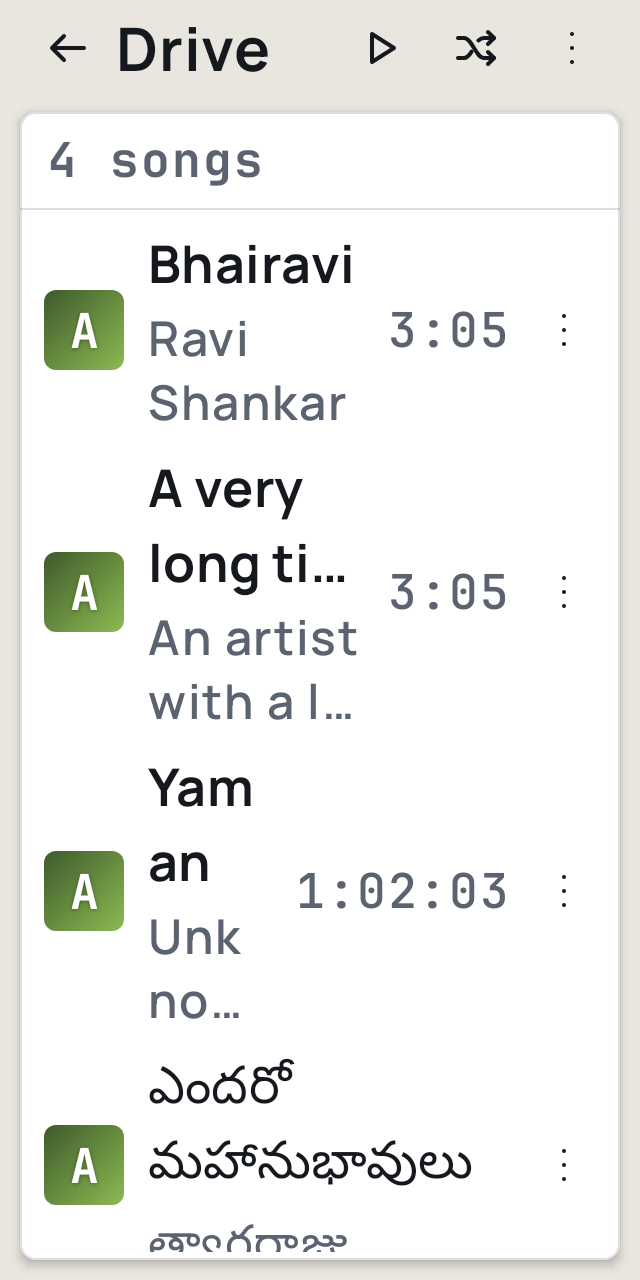 Drive
4 songs
A
Bhairavi
Ravi
Shankar
3:05
A
A very
long ti…
An artist
with a l…
3:05
A
Yam
an
Unk
no…
1:02:03
A
ఎందరో
మహానుభావులు
త్యాగరాజు